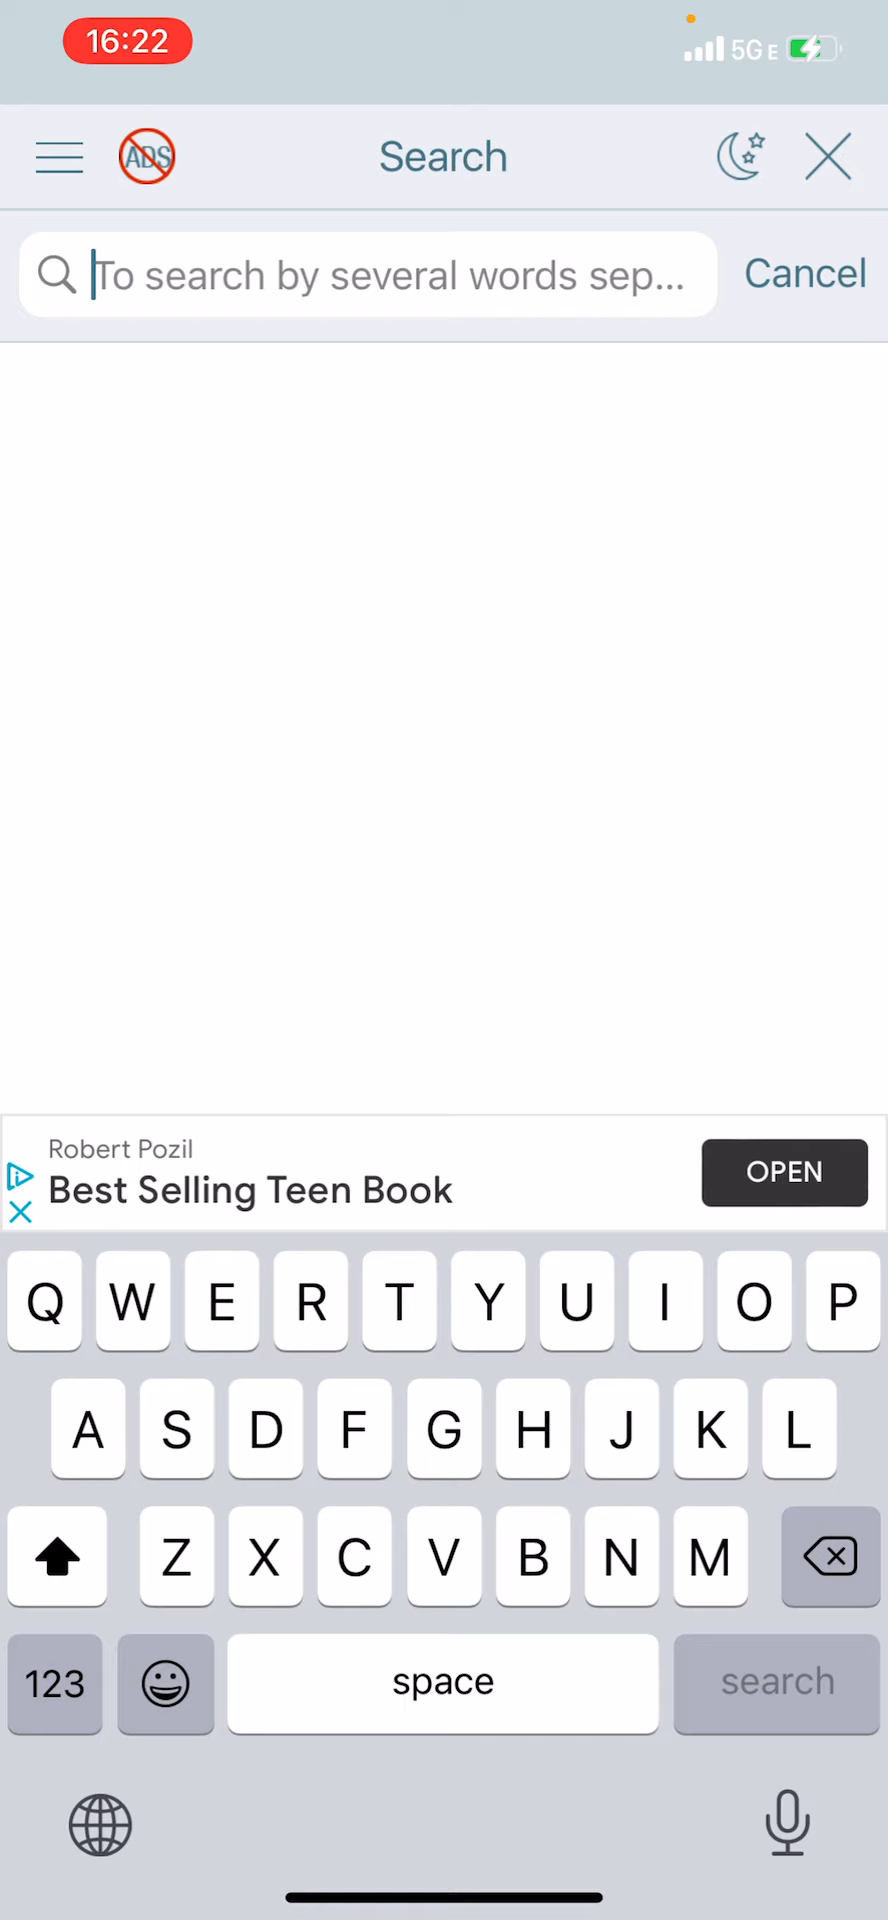 16:22
5G E
ADS
Search
To search by several words sep...
Cancel
Robert Pozil
Best Selling Teen Book
OPEN
Q W E R T Y U I O P
A S D F G H J K L
Z X C V B N M
123
space
search